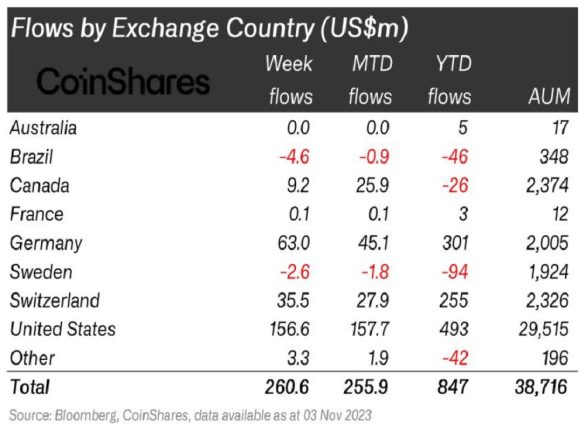 Flows by Exchange Country (US$m)
CoinShares
Week MTD YTD
flows flows flows AUM
Australia 0.0 0.0 5 17
Brazil -4.6 -0.9 -46 348
Canada 9.2 25.9 -26 2,374
France 0.1 0.1 3 12
Germany 63.0 45.1 301 2,005
Sweden -2.6 -1.8 -94 1,924
Switzerland 35.5 27.9 255 2,326
United States 156.6 157.7 493 29,515
Other 3.3 1.9 -42 196
Total 260.6 255.9 847 38,716
Source: Bloomberg, CoinShares, data available as at 03 Nov 2023